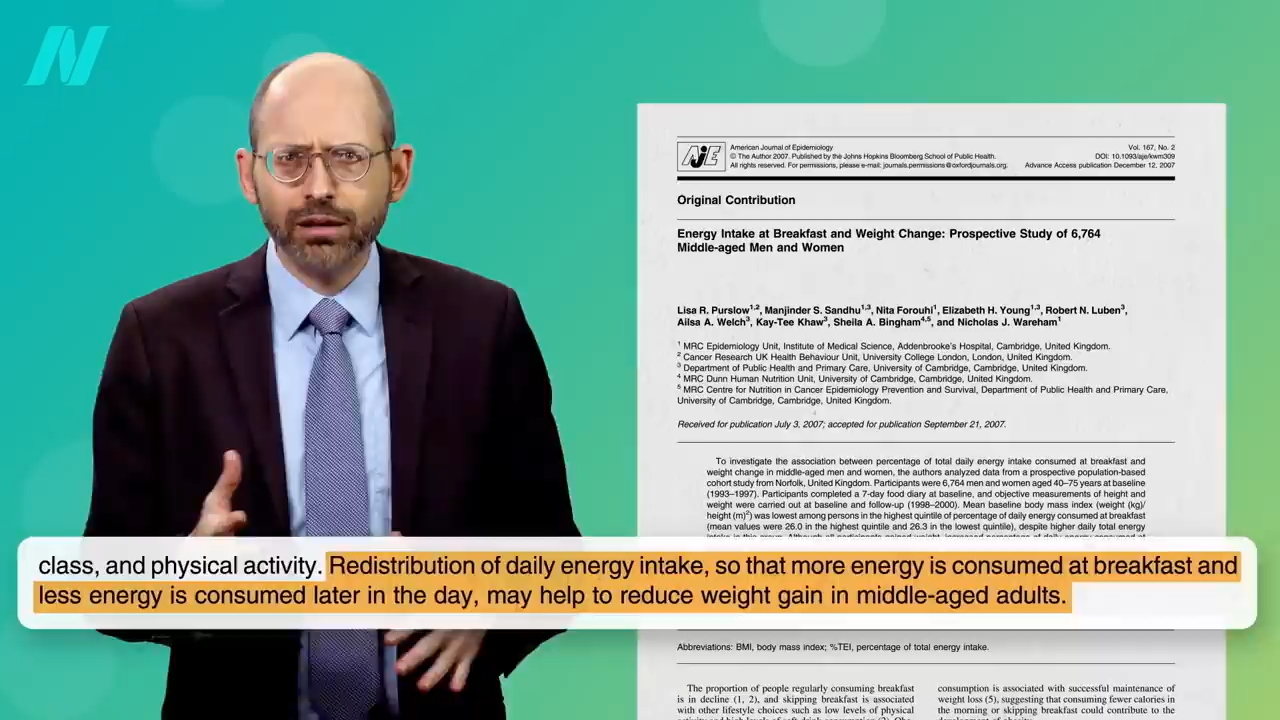 N
AJE
American Journal of Epidemiology
© The Author 2007. Published by the Johns Hopkins Bloomberg School of Public Health.
All rights reserved. For permissions, please e-mail: journals.permissions@oxfordjournals.org.
Vol. 167, No. 2
DOI: 10.1093/aje/kwm309
Advance Access publication December 12, 2007
Original Contribution
Energy Intake at Breakfast and Weight Change: Prospective Study of 6,764
Middle-aged Men and Women
Lisa R. Purslow1,2, Manjinder S. Sandhu1,3, Nita Forouhi1, Elizabeth H. Young1,3, Robert N. Luben3,
Ailsa A. Welch3, Kay-Tee Khaw3, Sheila A. Bingham4,5, and Nicholas J. Wareham1
1 MRC Epidemiology Unit, Institute of Medical Science, Addenbrooke's Hospital, Cambridge, United Kingdom.
2 Cancer Research UK Health Behaviour Unit, University College London, London, United Kingdom.
3 Department of Public Health and Primary Care, University of Cambridge, Cambridge, United Kingdom.
4 MRC Dunn Human Nutrition Unit, University of Cambridge, Cambridge, United Kingdom.
5 MRC Centre for Nutrition in Cancer Epidemiology Prevention and Survival, Department of Public Health and Primary Care,
University of Cambridge, Cambridge, United Kingdom.
Received for publication July 3, 2007; accepted for publication September 21, 2007.
To investigate the association between percentage of total daily energy intake consumed at breakfast and
weight change in middle-aged men and women, the authors analyzed data from a prospective population-based
cohort study from Norfolk, United Kingdom. Participants were 6,764 men and women aged 40–75 years at baseline
(1993–1997). Participants completed a 7-day food diary at baseline, and objective measurements of height and
weight were carried out at baseline and follow-up (1998–2000). Mean baseline body mass index (weight (kg)/
height (m)2) was lowest among persons in the highest quintile of percentage of daily energy consumed at breakfast
(mean values were 26.0 in the highest quintile and 26.3 in the lowest quintile), despite higher daily total energy
class, and physical activity. Redistribution of daily energy intake, so that more energy is consumed at breakfast and
less energy is consumed later in the day, may help to reduce weight gain in middle-aged adults.
Abbreviations: BMI, body mass index; %TEI, percentage of total energy intake.
The proportion of people regularly consuming breakfast
is in decline (1, 2), and skipping breakfast is associated
with other lifestyle choices such as low levels of physical
consumption is associated with successful maintenance of
weight loss (5), suggesting that consuming fewer calories in
the morning or skipping breakfast could contribute to the